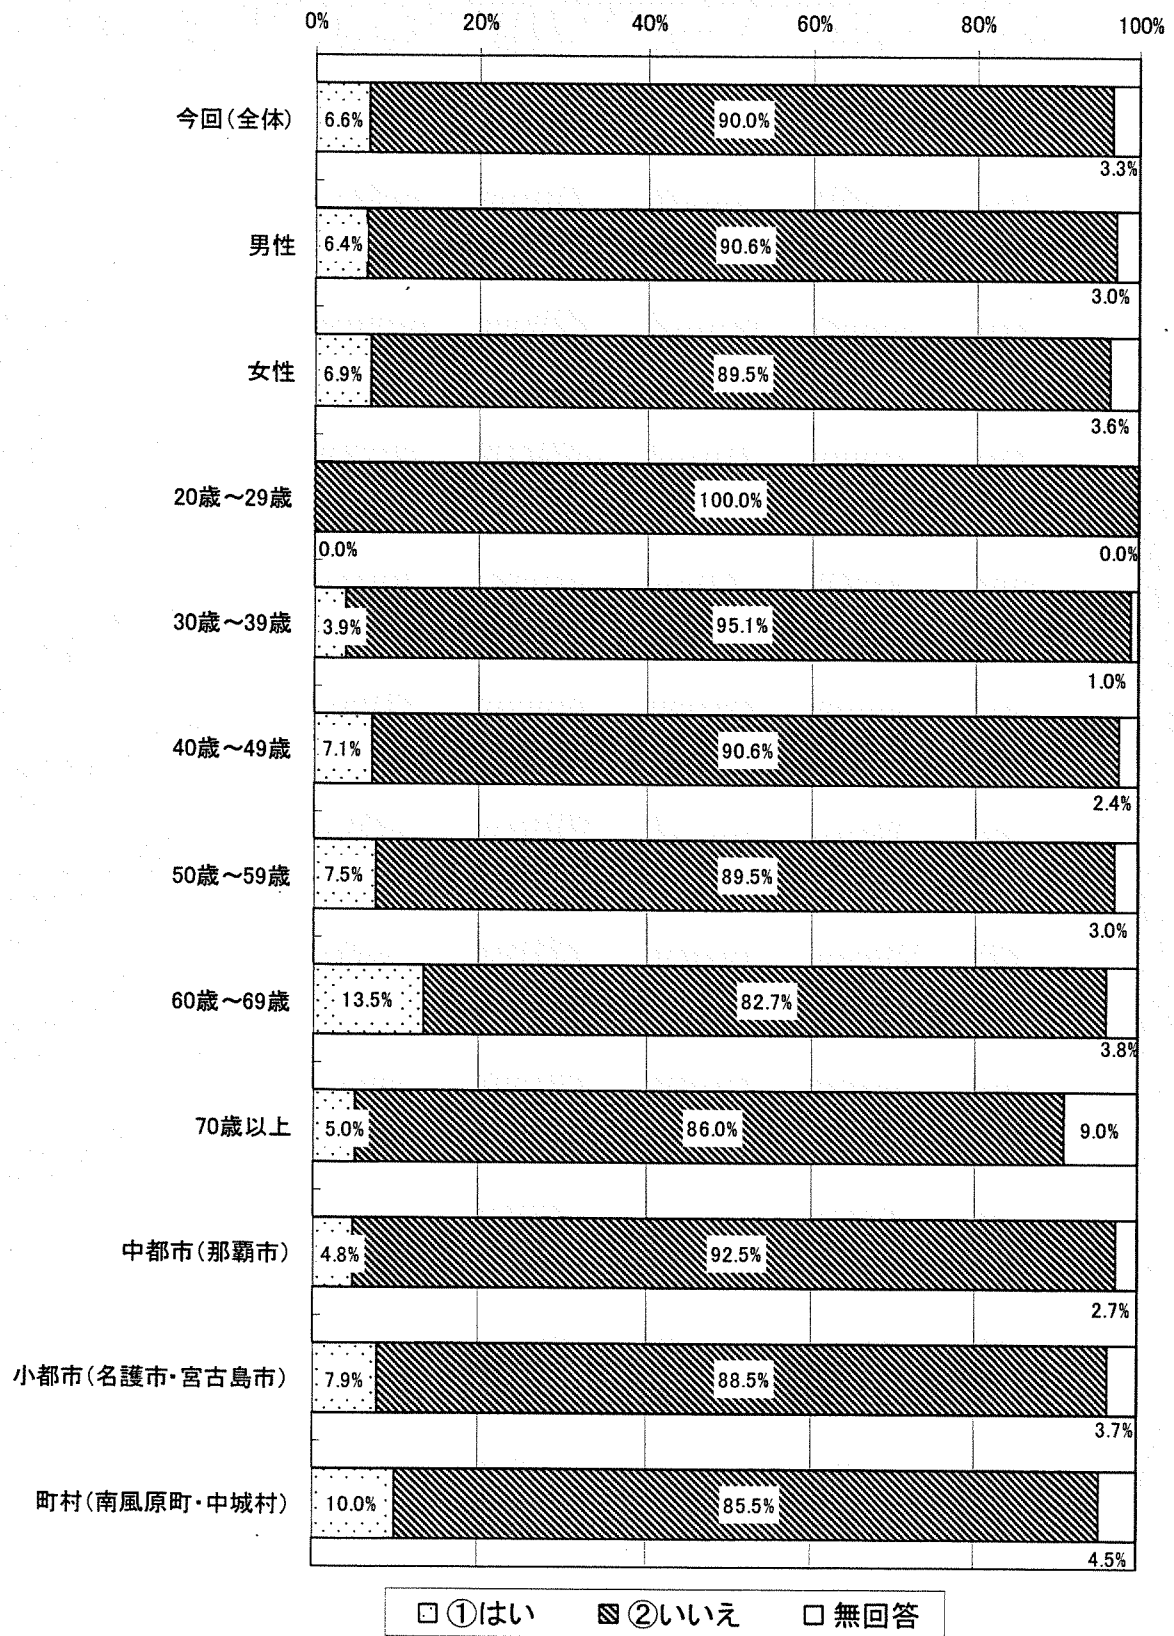 0% 20% 40% 60% 80% 100%
今回(全体) 6.6% 90.0%
3.3%
男性 6.4% 90.6%
3.0%
女性 6.9% 89.5%
3.6%
20歳～29歳 100.0%
0.0% 0.0%
30歳～39歳 3.9% 95.1%
1.0%
40歳～49歳 7.1% 90.6%
2.4%
50歳～59歳 7.5% 89.5%
3.0%
60歳～69歳 13.5% 82.7%
3.8%
70歳以上 5.0% 86.0% 9.0%
中都市(那覇市) 4.8% 92.5%
2.7%
小都市(名護市・宮古島市) 7.9% 88.5%
3.7%
町村(南風原町・中城村) 10.0% 85.5%
4.5%
①はい ②いいえ 無回答